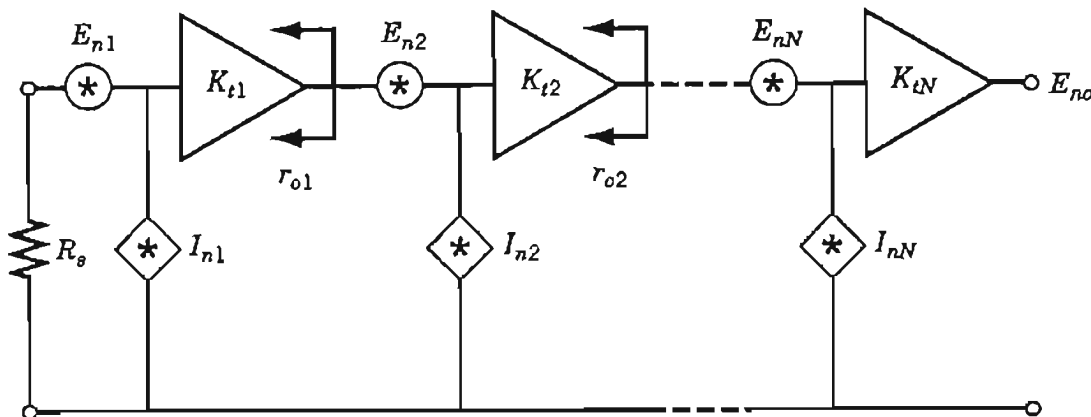 E_{n1}
E_{n2}
E_{nN}
K_{t1}
K_{t2}
K_{tN}
E_{no}
r_{o1}
r_{o2}
R_s
*
I_{n1}
*
I_{n2}
*
I_{nN}
*
*
*